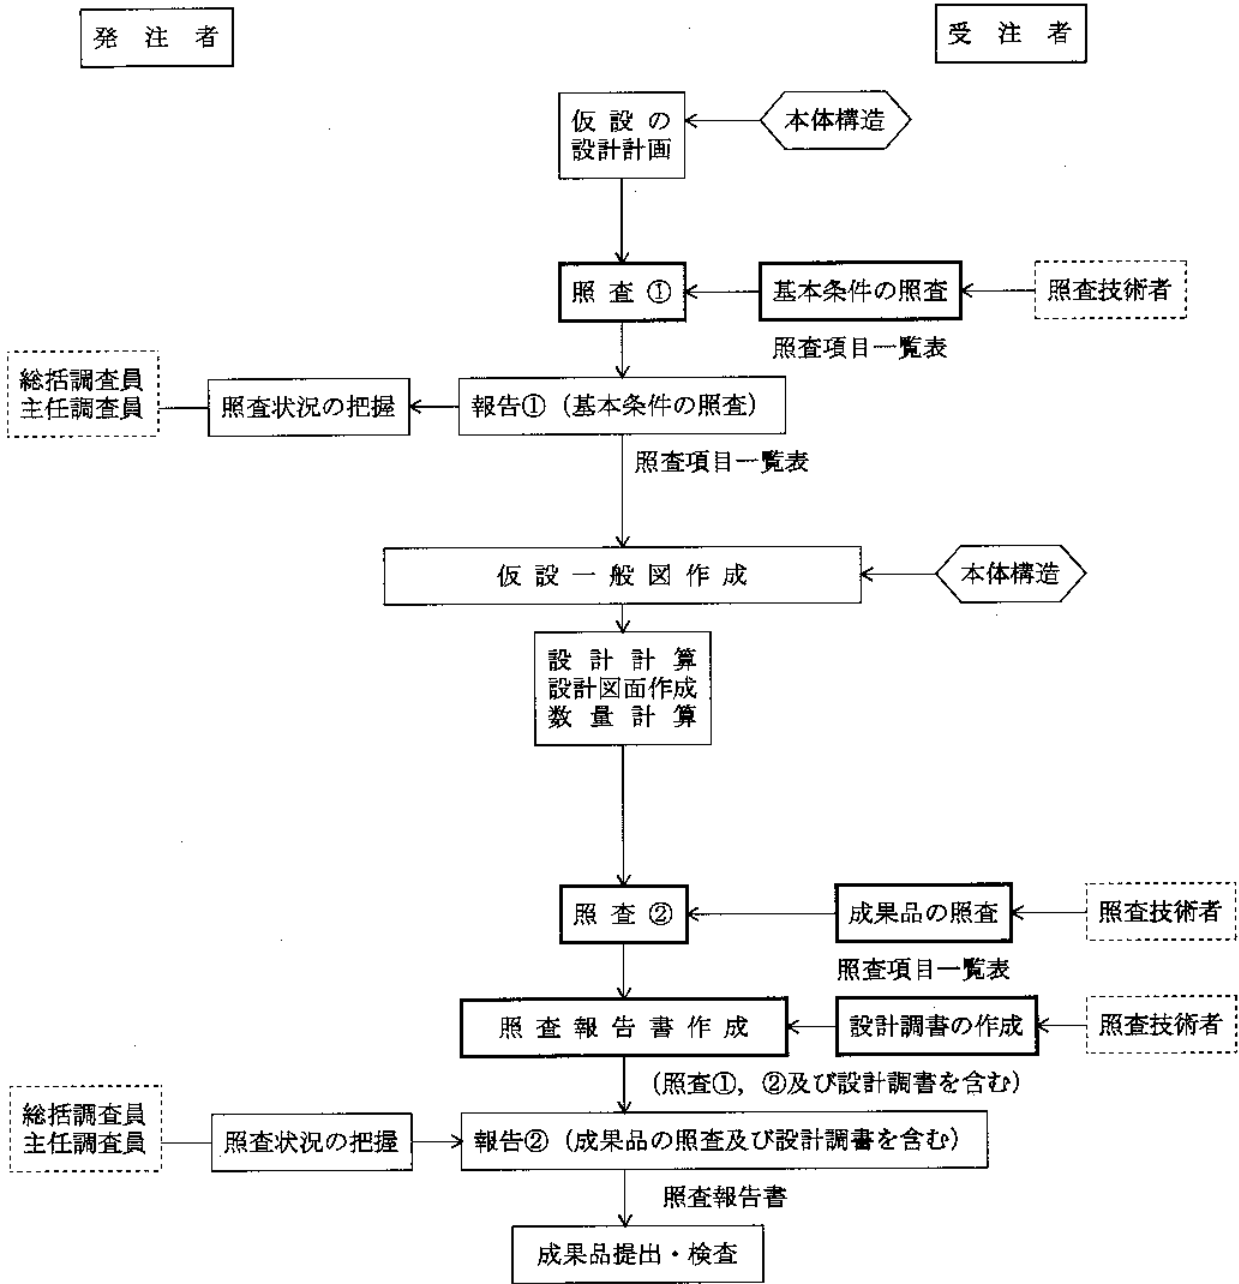 発注者
受注者
仮設の
設計計画
本体構造
照査①
基本条件の照査
照査技術者
照査項目一覧表
総括調査員
主任調査員
照査状況の把握
報告①(基本条件の照査)
照査項目一覧表
仮設一般図作成
本体構造
設計計算
設計図面作成
数量計算
照査②
成果品の照査
照査技術者
照査項目一覧表
照査報告書作成
設計調書の作成
照査技術者
(照査①,②及び設計調書を含む)
総括調査員
主任調査員
照査状況の把握
報告②(成果品の照査及び設計調書を含む)
照査報告書
成果品提出・検査